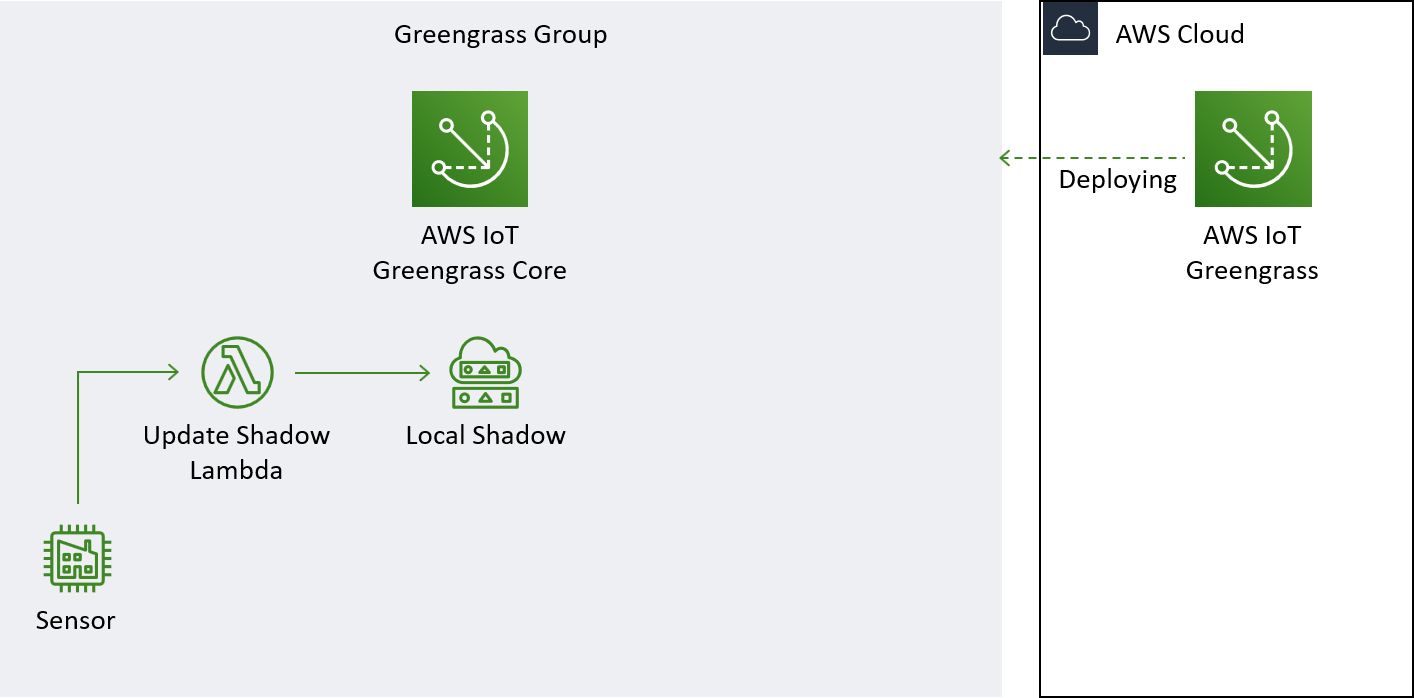 Greengrass Group
AWS Cloud
Deploying
AWS IoT
Greengrass Core
AWS IoT
Greengrass
Update Shadow
Lambda
Local Shadow
Sensor